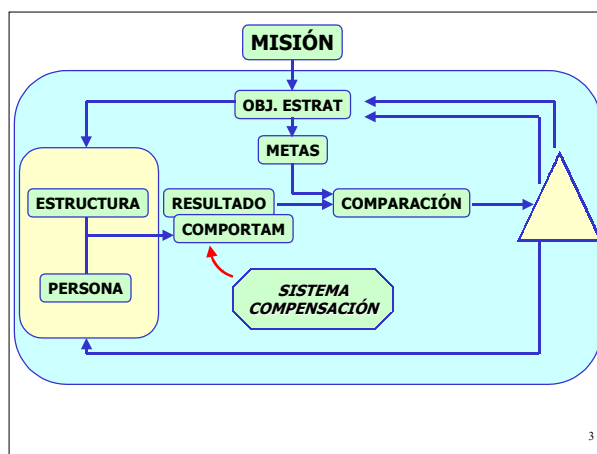 MISIÓN
OBJ. ESTRAT
METAS
ESTRUCTURA
RESULTADO
COMPARACIÓN
COMPORTAM
PERSONA
SISTEMA
COMPENSACIÓN
3